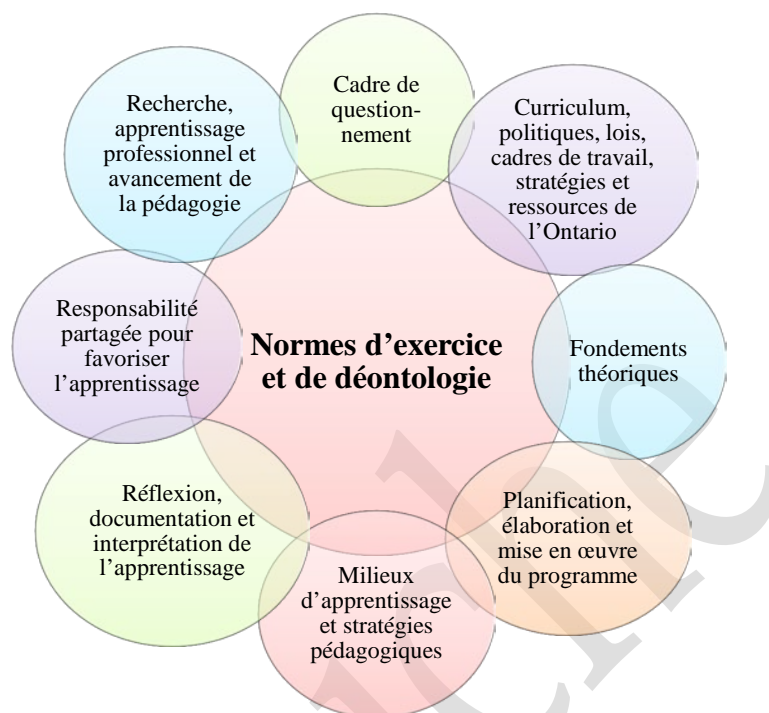 Cadre de
question-
nement
Curriculum,
politiques, lois,
cadres de travail,
stratégies et
ressources de
l’Ontario
Fondements
théoriques
Planification,
élaboration et
mise en œuvre
du programme
Milieux
d’apprentissage
et stratégies
pédagogiques
Réflexion,
documentation et
interprétation de
l’apprentissage
Responsabilité
partagée pour
favoriser
l’apprentissage
Recherche,
apprentissage
professionnel et
avancement de
la pédagogie
Normes d’exercice
et de déontologie